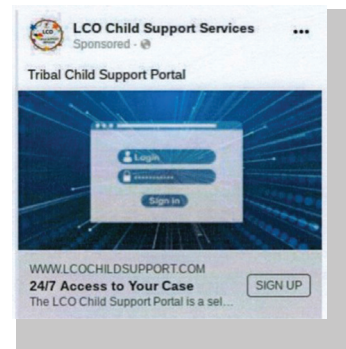 LCO
LCO Child Support Services
Sponsored ·
Tribal Child Support Portal
Login
Sign in
WWW.LCOCHILDSUPPORT.COM
24/7 Access to Your Case
The LCO Child Support Portal is a sel...
SIGN UP